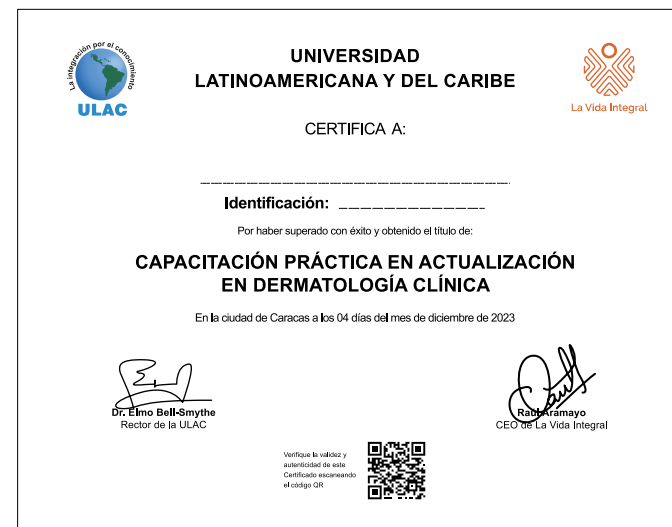 La integración por el conocimiento
ULAC
UNIVERSIDAD
LATINOAMERICANA Y DEL CARIBE
La Vida Integral
CERTIFICA A:
Identificación:
Por haber superado con éxito y obtenido el título de:
CAPACITACIÓN PRÁCTICA EN ACTUALIZACIÓN
EN DERMATOLOGÍA CLÍNICA
En la ciudad de Caracas a los 04 días del mes de diciembre de 2023
Dr. Elmo Bell-Smythe
Rector de la ULAC
Raúl Aramayo
CEO de La Vida Integral
Verifique la validez y
autenticidad de este
Certificado escaneando
el código QR